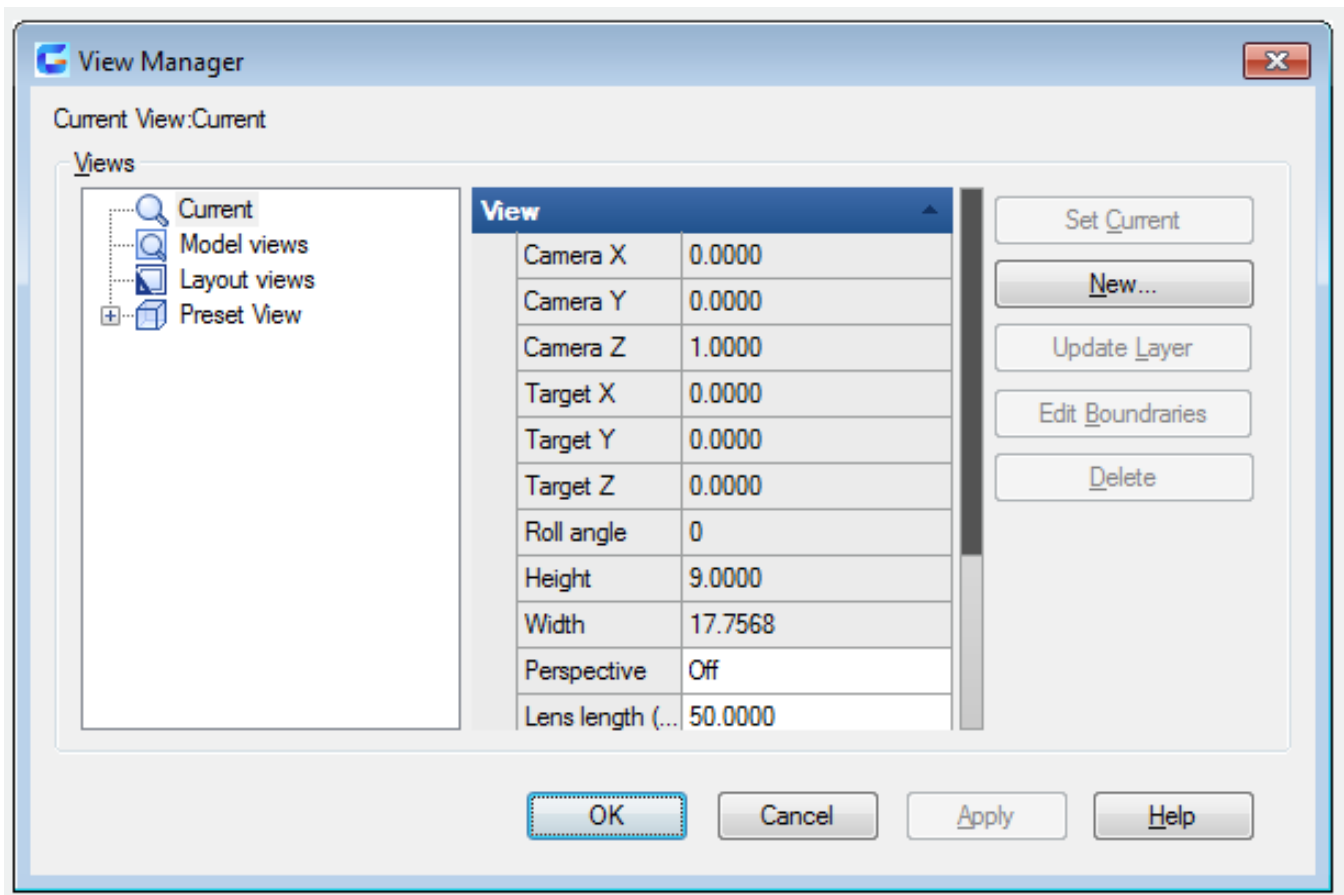 View Manager
Current View:Current
Views
Current
Model views
Layout views
Preset View
View
Camera X 0.0000
Camera Y 0.0000
Camera Z 1.0000
Target X 0.0000
Target Y 0.0000
Target Z 0.0000
Roll angle 0
Height 9.0000
Width 17.7568
Perspective Off
Lens length (... 50.0000
Set Current
New...
Update Layer
Edit Boundraries
Delete
OK Cancel Apply Help